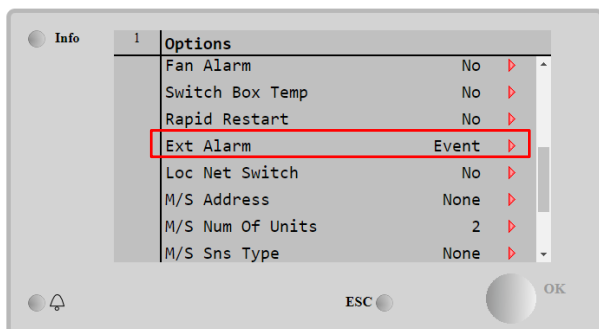 Info
1 Options
Fan Alarm No
Switch Box Temp No
Rapid Restart No
Ext Alarm Event
Loc Net Switch No
M/S Address None
M/S Num Of Units 2
M/S Sns Type None
ESC
OK